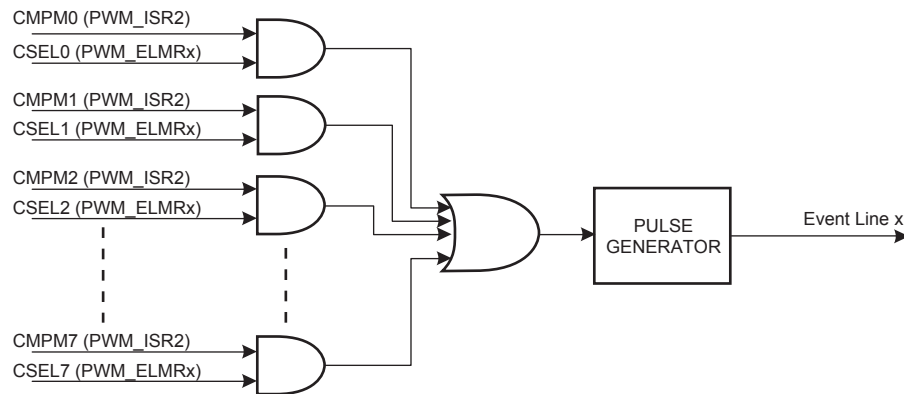 CMPM0 (PWM_ISR2)
CSEL0 (PWM_ELMRx)
CMPM1 (PWM_ISR2)
CSEL1 (PWM_ELMRx)
CMPM2 (PWM_ISR2)
CSEL2 (PWM_ELMRx)
CMPM7 (PWM_ISR2)
CSEL7 (PWM_ELMRx)
PULSE
GENERATOR
Event Line x